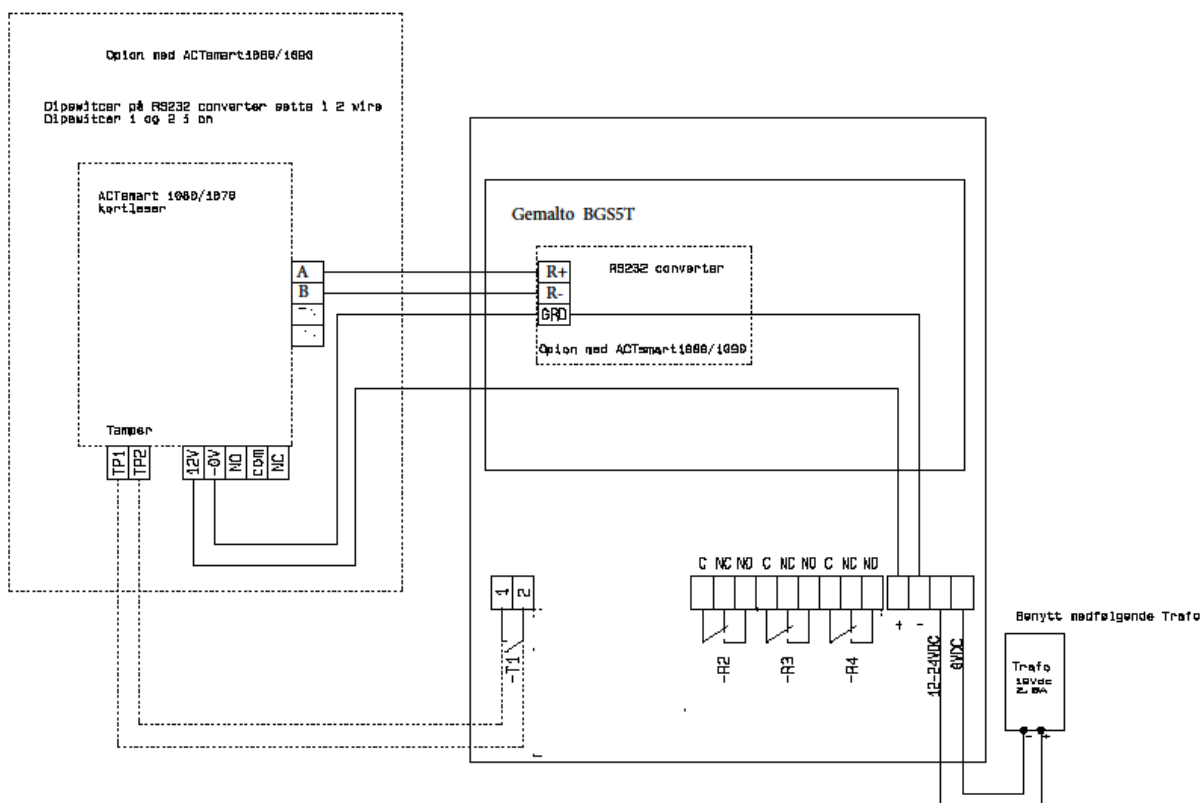 Opion med ACTsmart1080/1090
Dipswitcer på RS232 converter setts i 2 wire
Dipswitcer 1 og 2 i on
ACTsmart 1060/1070
kortleser
A
B
Tamper
TP1
TP2
12V
-0V
NO
com
NC
Gemalto BGS5T
RS232 converter
R+
R-
GRD
Opion med ACTsmart1080/1090
1
2
-T1
C NC NO C NC NO C NC NO
-R2
-R3
-R4
+ -
12-24VDC
0VDC
Benytt medfølgende Trafo
Trafo
- +